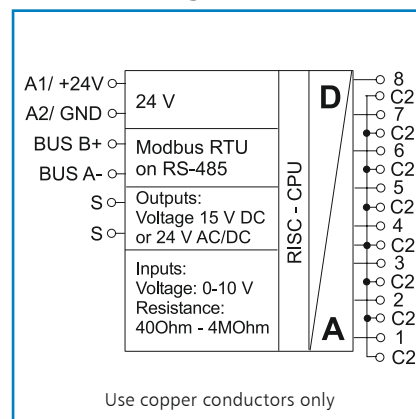 A1/ +24V
A2/ GND
BUS B+
BUS A-
S
S
24 V
Modbus RTU
on RS-485
Outputs:
Voltage 15 V DC
or 24 V AC/DC
Inputs:
Voltage: 0-10 V
Resistance:
40Ohm - 4MOhm
RISC - CPU
D
A
8
C2
7
C2
6
C2
5
C2
4
C2
3
C2
2
C2
1
C2
Use copper conductors only